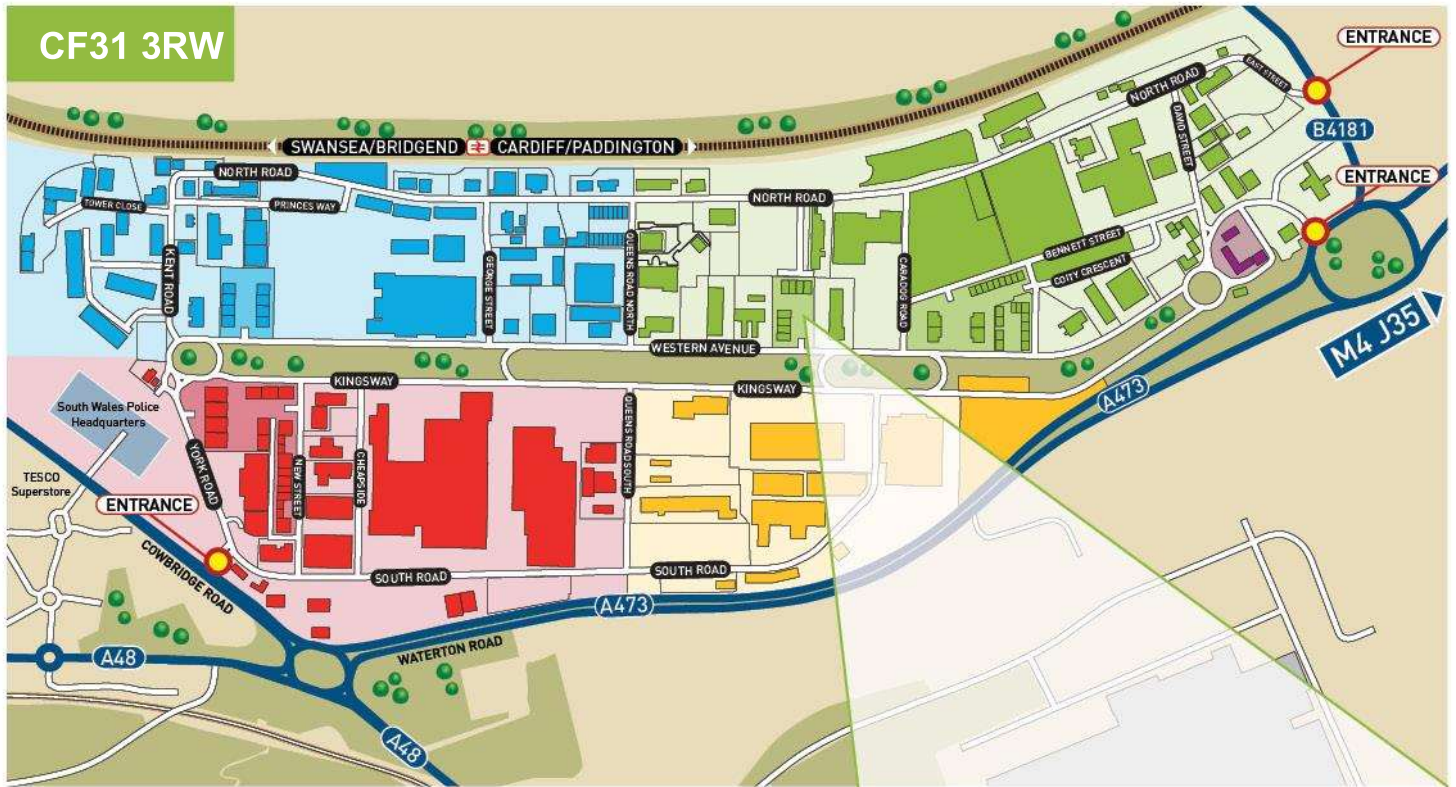 CF31 3RW
ENTRANCE
EAST STREET
NORTH ROAD
DAVID STREET
B4181
SWANSEA/BRIDGEND
CARDIFF/PADDINGTON
NORTH ROAD
ENTRANCE
TOWER CLOSE
PRINCES WAY
NORTH ROAD
KENT ROAD
GEORGE STREET
QUEENS ROAD NORTH
BENNETT STREET
COITY CRESCENT
CARADOG ROAD
M4 J35
WESTERN AVENUE
KINGSWAY
KINGSWAY
A473
South Wales Police
Headquarters
YORK ROAD
NEW STREET
CHEAPSIDE
QUEENS ROAD SOUTH
TESCO
Superstore
ENTRANCE
COWBRIDGE ROAD
SOUTH ROAD
SOUTH ROAD
A473
WATERTON ROAD
A48
A48